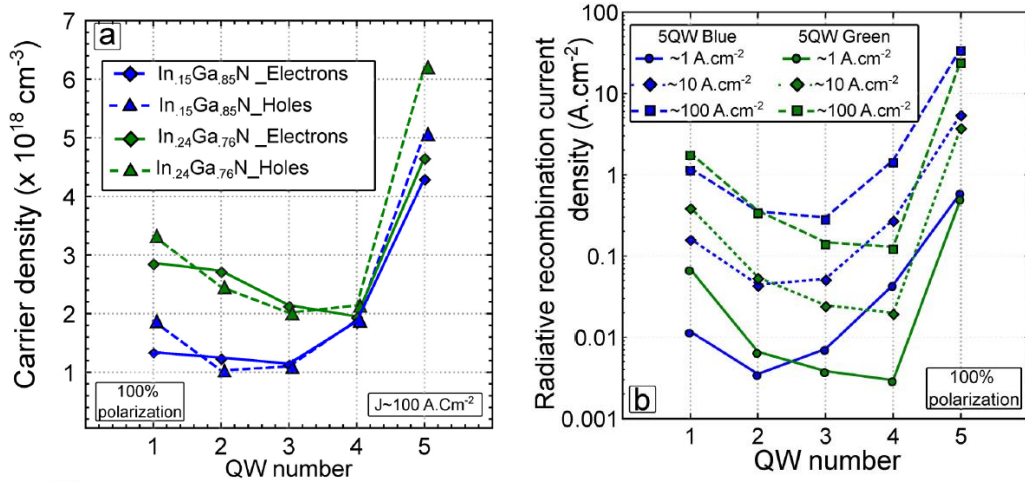 a
In.15Ga.85N _Electrons
In.15Ga.85N_Holes
In.24Ga.76N_Electrons
In.24Ga.76N_Holes
100%
polarization
J~100 A.Cm-2
Carrier density (x 10^18 cm^-3)
7
6
5
4
3
2
1
1 2 3 4 5
QW number
5QW Blue 5QW Green
~1 A.cm-2 ~1 A.cm-2
~10 A.cm-2 ~10 A.cm-2
~100 A.cm-2 ~100 A.cm-2
100%
polarization
b
Radiative recombination current
density (A.cm-2)
100
10
1
0.1
0.01
0.001
1 2 3 4 5
QW number